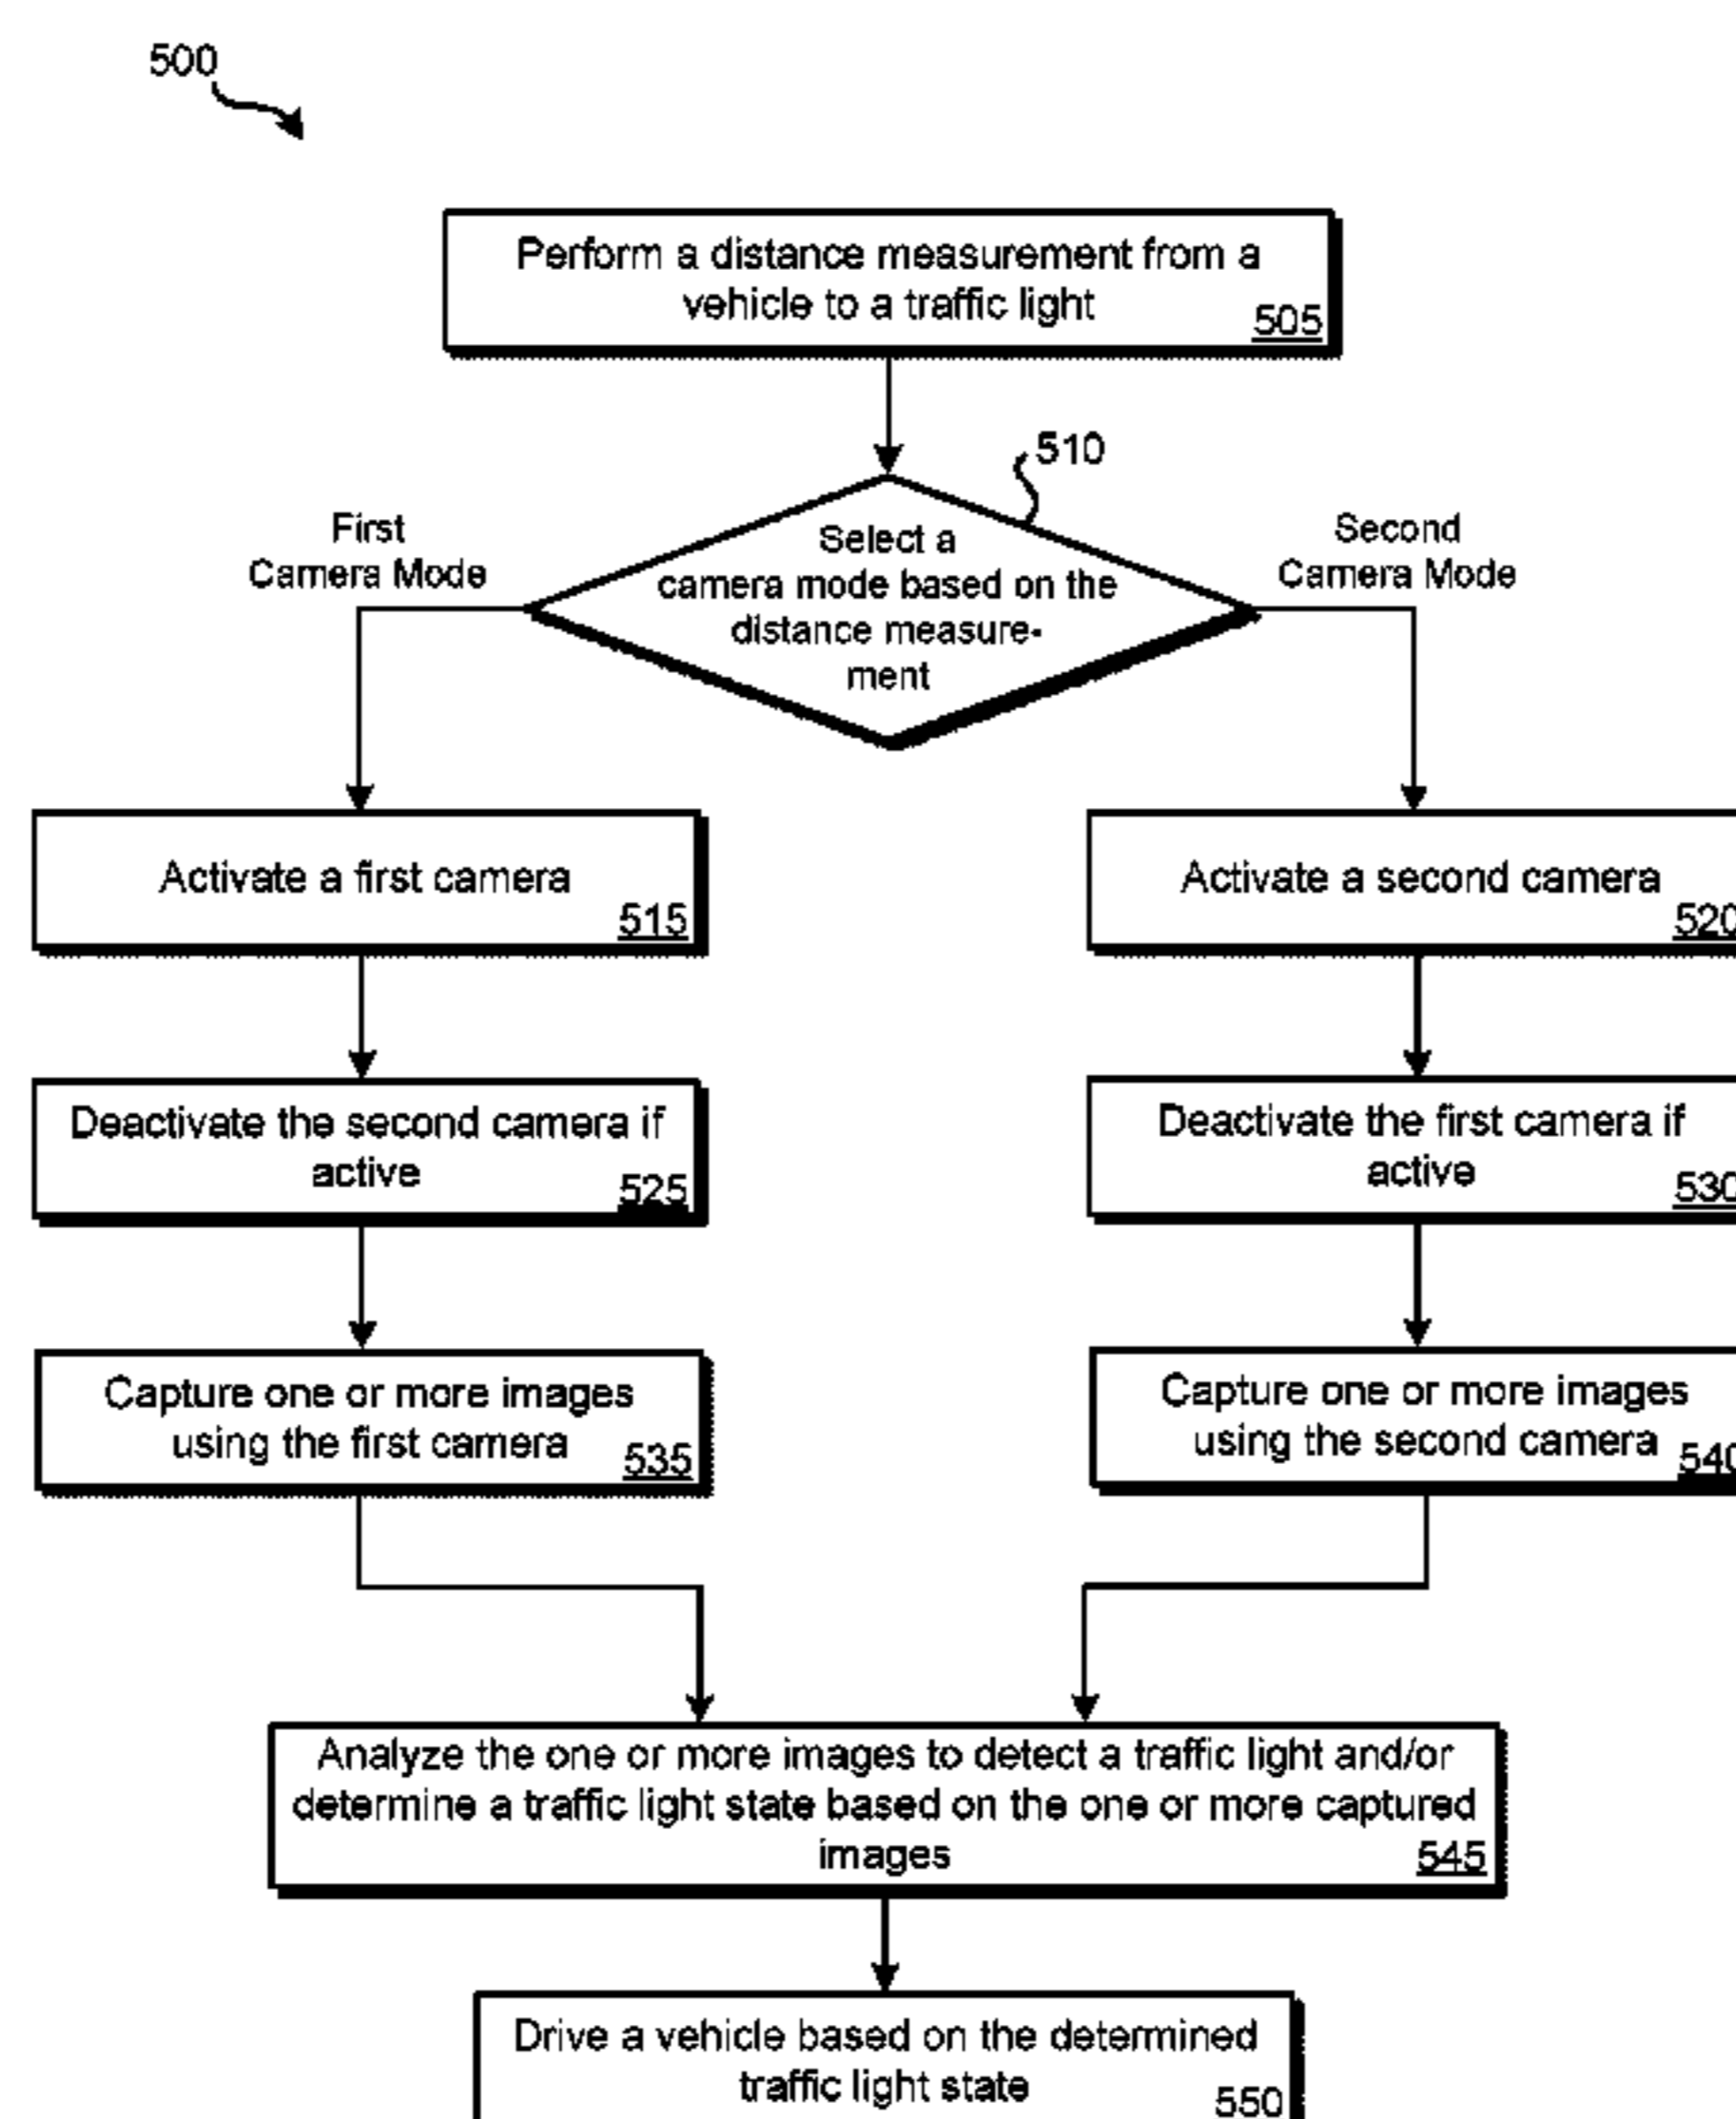 500
Perform a distance measurement from a
vehicle to a traffic light
505
510
First
Camera Mode
Select a
camera mode based on the
distance measure-
ment
Second
Camera Mode
Activate a first camera
515
Activate a second camera
520
Deactivate the second camera if
active
525
Deactivate the first camera if
active
530
Capture one or more images
using the first camera
535
Capture one or more images
using the second camera
540
Analyze the one or more images to detect a traffic light and/or
determine a traffic light state based on the one or more captured
images
545
Drive a vehicle based on the determined
traffic light state
550